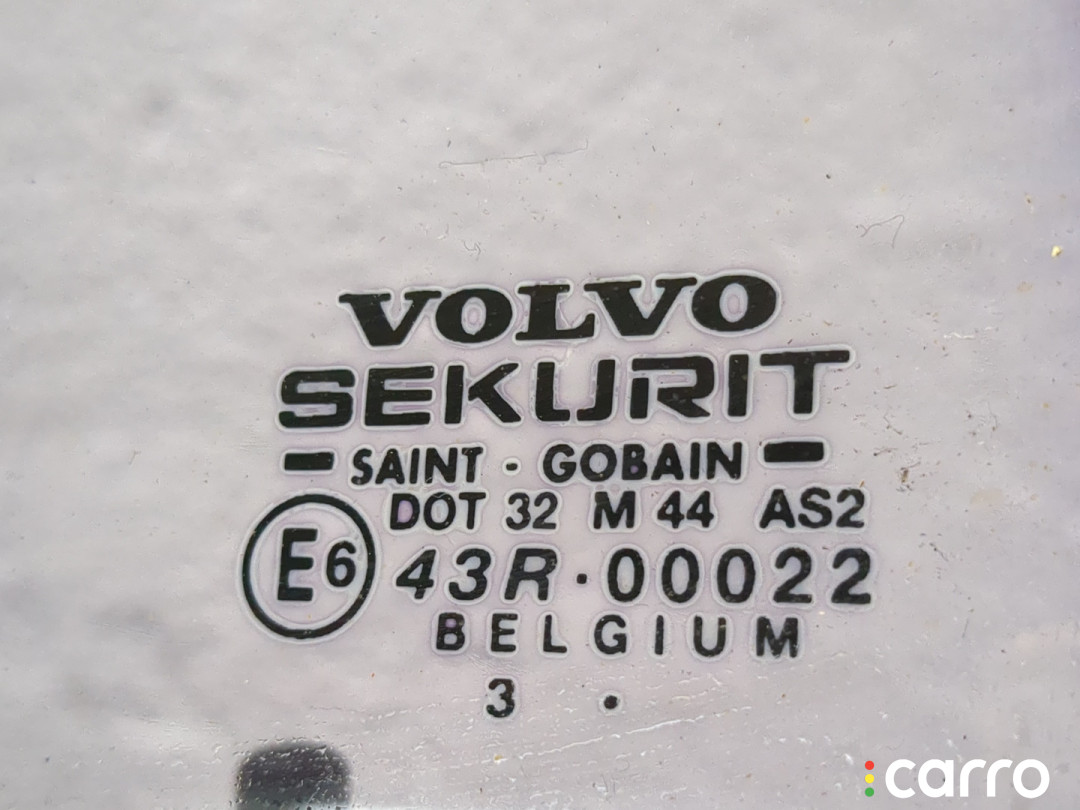 VOLVO
SEKURIT
SAINT - GOBAIN
DOT 32 M 44 AS2
E6 43R·00022
BELGIUM
3 .
carro